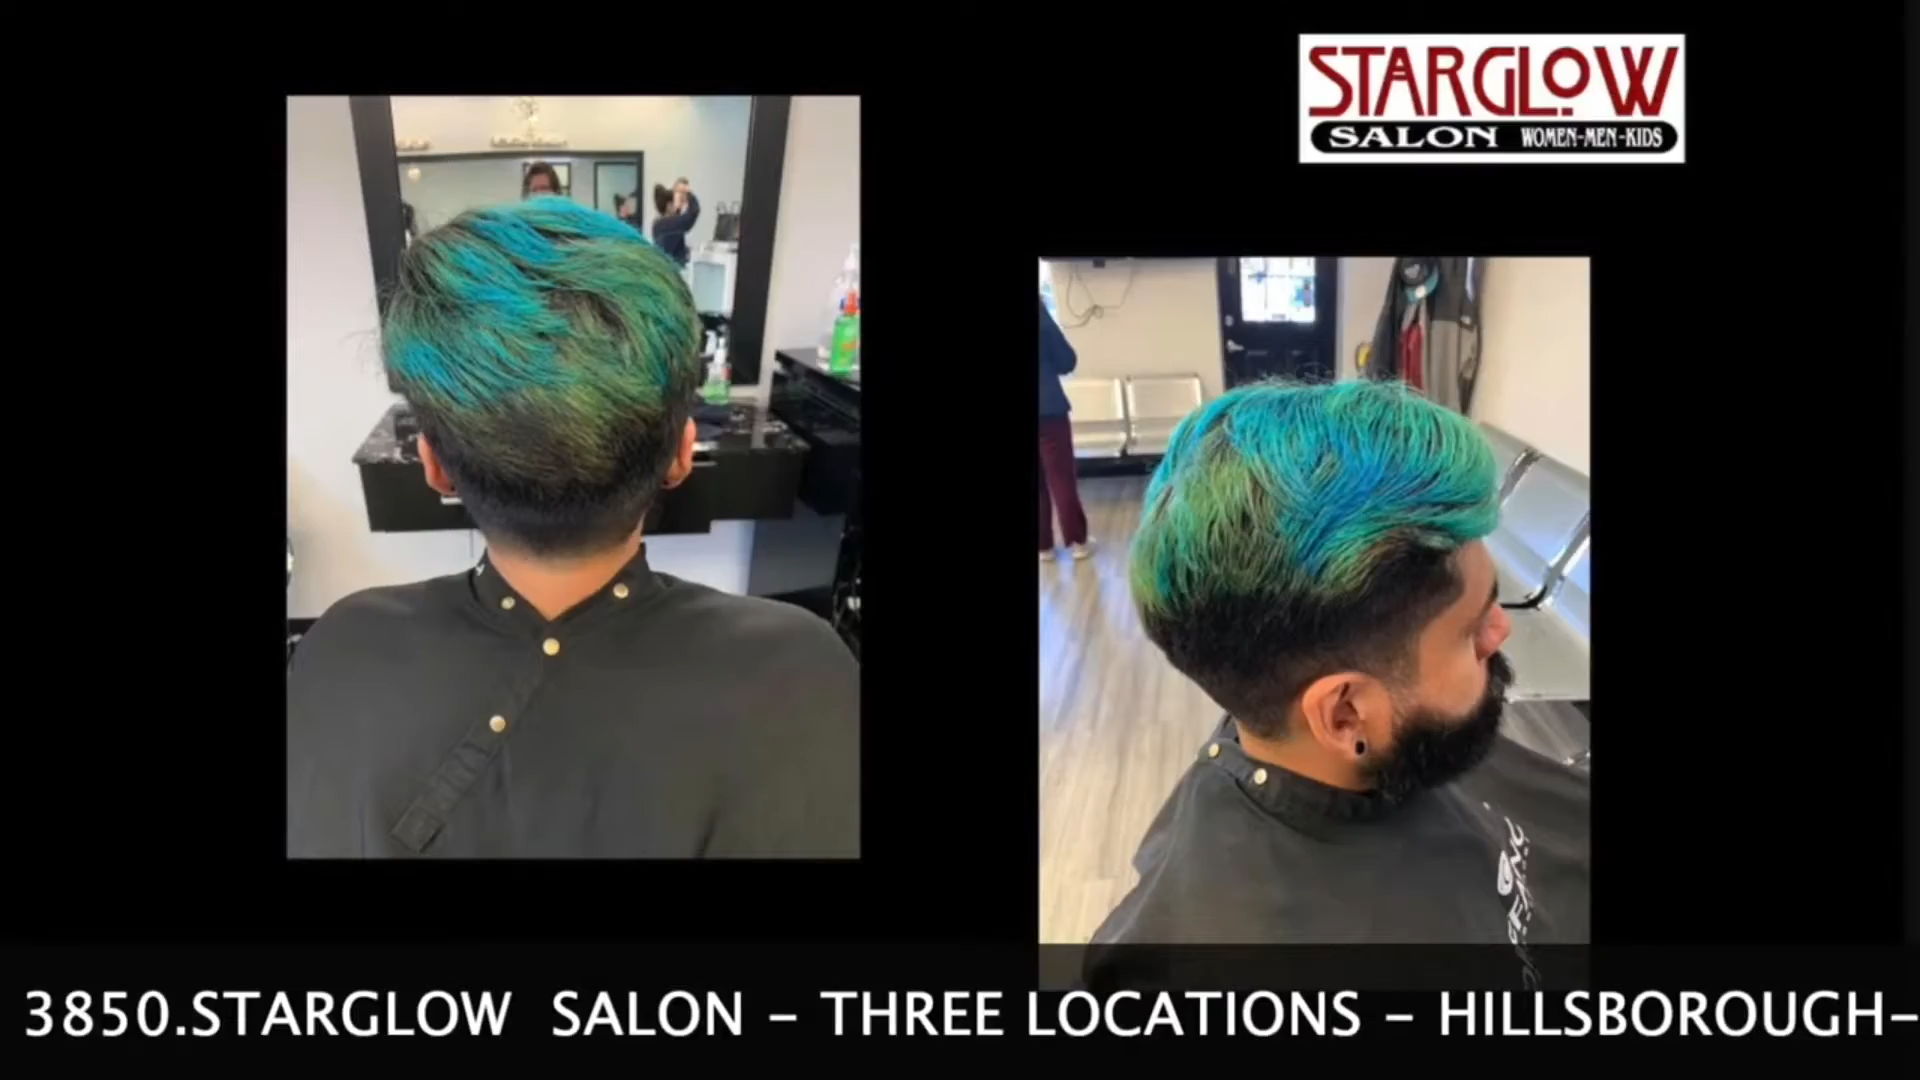 STARGLOW
SALON WOMEN-MEN-KIDS
3850.STARGLOW SALON - THREE LOCATIONS - HILLSBOROUGH-